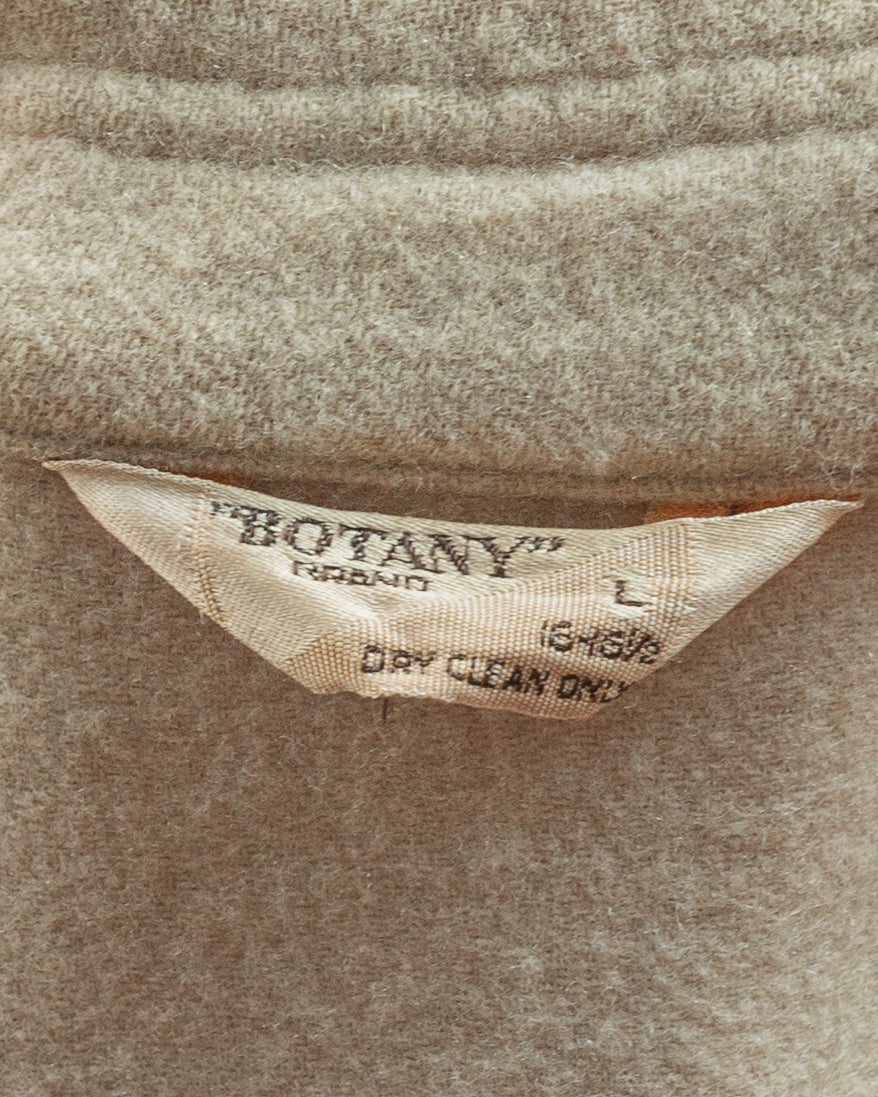 "BOTANY"
BRAND
L
16-16½
DRY CLEAN ONLY